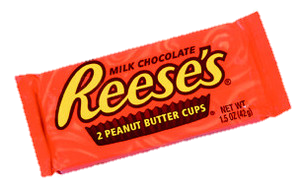 MILK CHOCOLATE
REESE'S®
2 PEANUT BUTTER CUPS®
NET WT
1.5 OZ (42g)